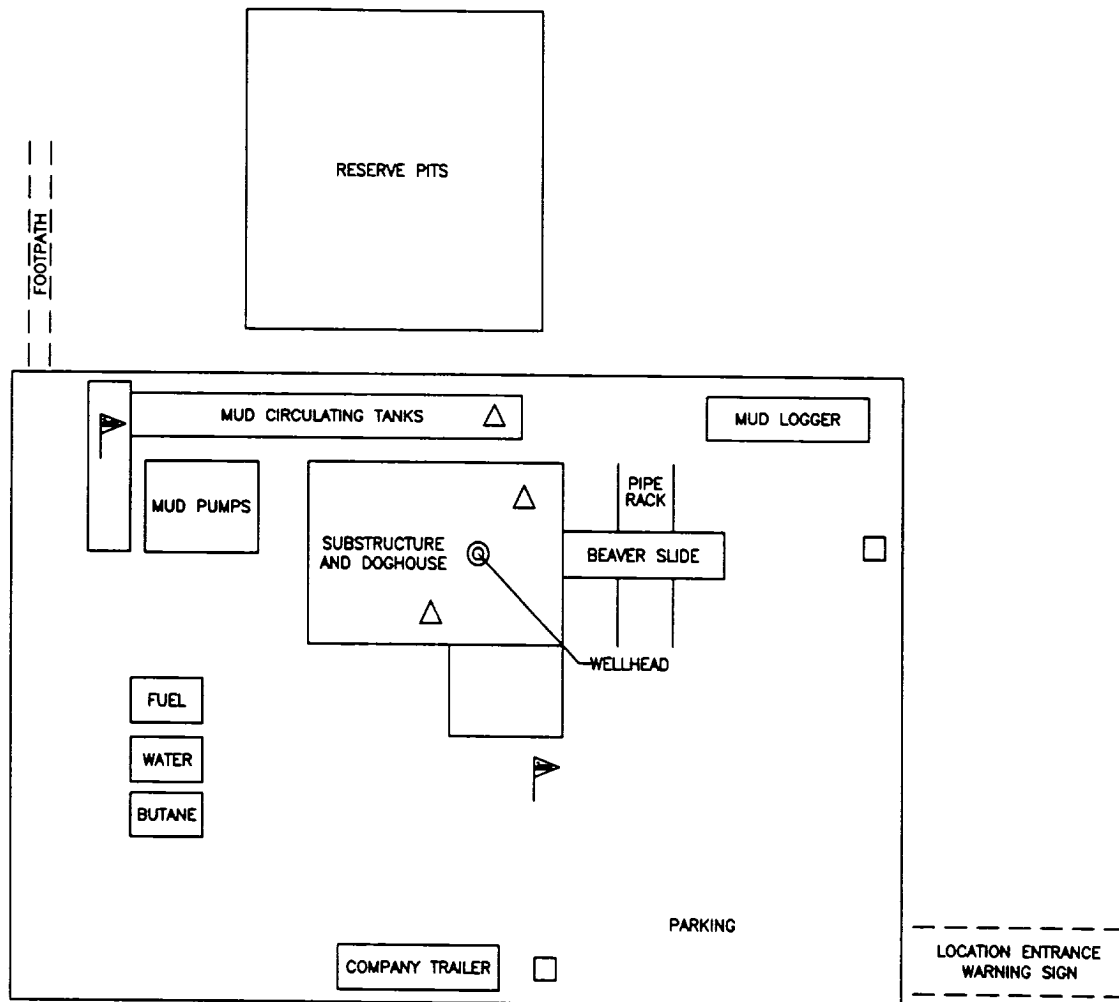 RESERVE PITS
FOOTPATH
MUD CIRCULATING TANKS
MUD LOGGER
MUD PUMPS
PIPE
RACK
SUBSTRUCTURE
AND DOGHOUSE
BEAVER SLIDE
WELLHEAD
FUEL
WATER
BUTANE
PARKING
COMPANY TRAILER
LOCATION ENTRANCE
WARNING SIGN